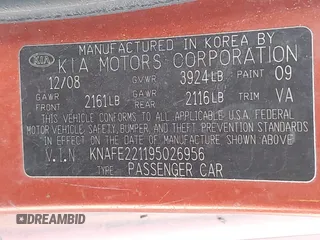 MANUFACTURED IN KOREA BY
KIA KIA MOTORS CORPORATION
12/08 GVWR 3924LB PAINT 09
GAWR FRONT 2161LB GAWR REAR 2116LB TRIM VA
THIS VEHICLE CONFORMS TO ALL APPLICABLE U.S.A. FEDERAL
MOTOR VEHICLE SAFETY, BUMPER AND THEFT PREVENTION STANDARDS
IN EFFECT ON THE DATE OF MANUFACTURE SHOWN ABOVE.
V.I.N KNAFE221195026956
TYPE: PASSENGER CAR
DREAMBID